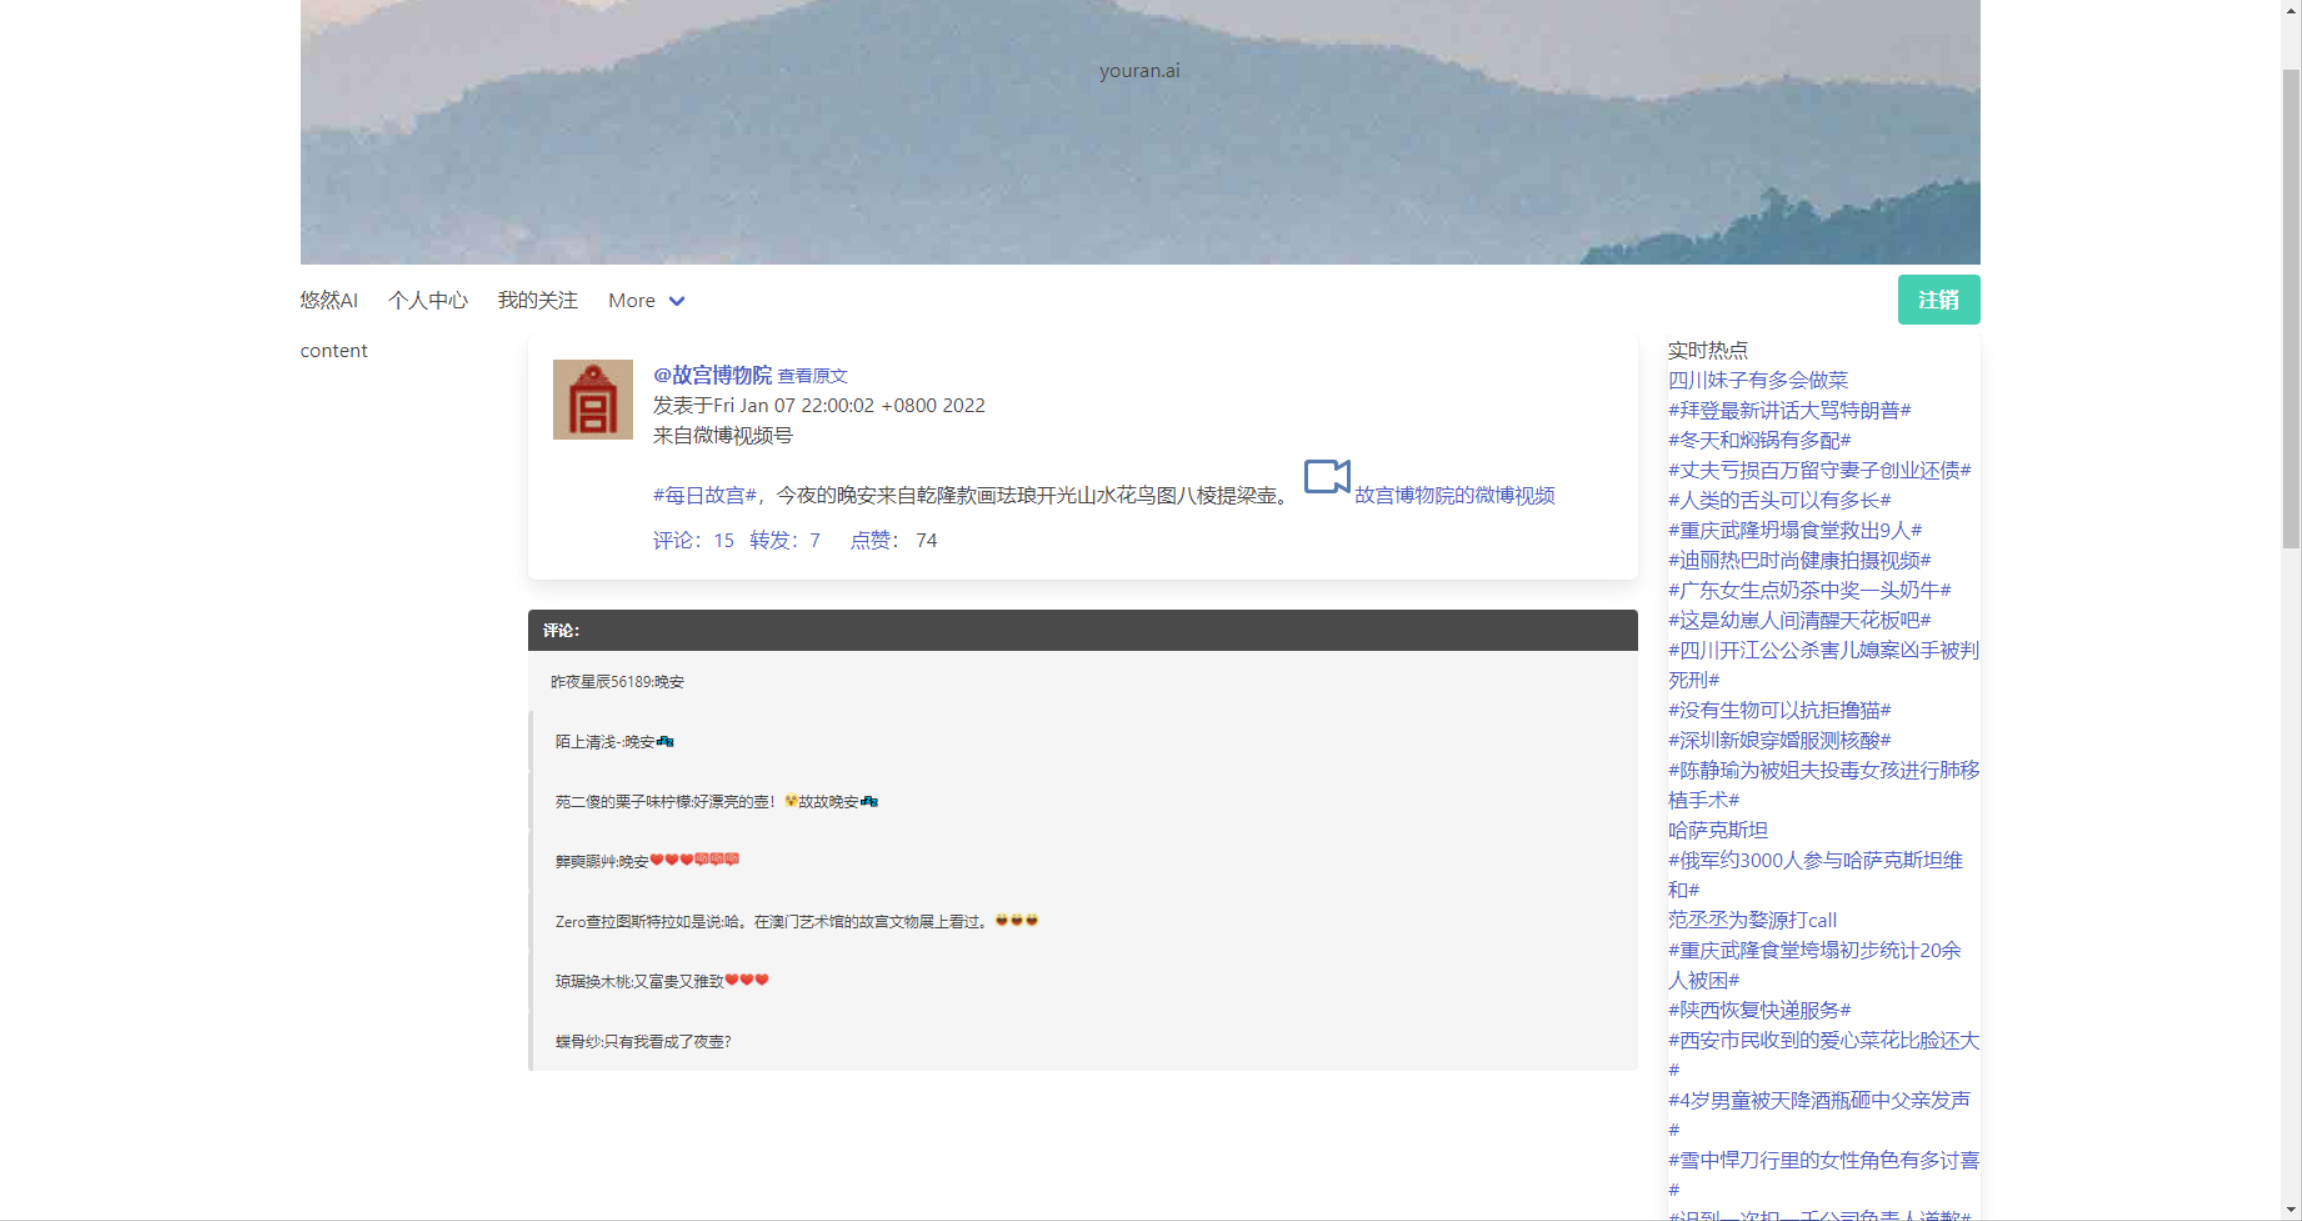 youran.ai
悠然AI 个人中心 我的关注 More 注销
content
@故宫博物院 查看原文
发表于Fri Jan 07 22:00:02 +0800 2022
来自微博视频号
#每日故宫#，今夜的晚安来自乾隆款画珐琅开光山水花鸟图八棱提梁壶。 故宫博物院的微博视频
评论：15 转发：7 点赞： 74
评论：
昨夜星辰56189:晚安
陌上清浅-:晚安
苑二傻的栗子味柠檬:好漂亮的壶！故故晚安
:晚安
Zero查拉图斯特拉如是说:哈。在澳门艺术馆的故宫文物展上看过。
琼琚换木桃:又富贵又雅致
蝶骨纱:只有我看成了夜壶？
实时热点
四川妹子有多会做菜
#拜登最新讲话大骂特朗普#
#冬天和焖锅有多配#
#丈夫亏损百万留守妻子创业还债#
#人类的舌头可以有多长#
#重庆武隆坍塌食堂救出9人#
#迪丽热巴时尚健康拍摄视频#
#广东女生点奶茶中奖一头奶牛#
#这是幼崽人间清醒天花板吧#
#四川开江公公杀害儿媳案凶手被判
死刑#
#没有生物可以抗拒撸猫#
#深圳新娘穿婚服测核酸#
#陈静瑜为被姐夫投毒女孩进行肺移
植手术#
哈萨克斯坦
#俄军约3000人参与哈萨克斯坦维
和#
范丞丞为婺源打call
#重庆武隆食堂垮塌初步统计20余
人被困#
#陕西恢复快递服务#
#西安市民收到的爱心菜花比脸还大
#
#4岁男童被天降酒瓶砸中父亲发声
#
#雪中悍刀行里的女性角色有多讨喜
#
#迟到一次扣一千公司负责人道歉#